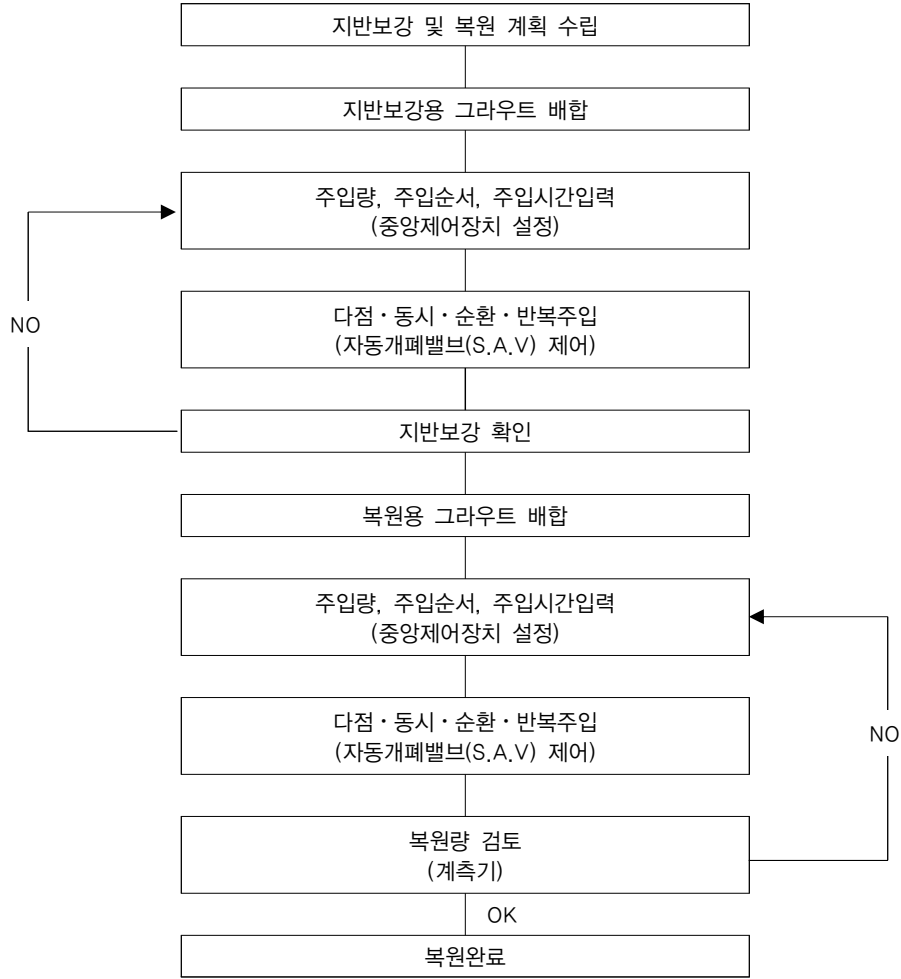 지반보강 및 복원 계획 수립
지반보강용 그라우트 배합
주입량, 주입순서, 주입시간입력
(중앙제어장치 설정)
다점·동시·순환·반복주입
(자동개폐밸브(S.A.V) 제어)
NO
지반보강 확인
복원용 그라우트 배합
주입량, 주입순서, 주입시간입력
(중앙제어장치 설정)
다점·동시·순환·반복주입
(자동개폐밸브(S.A.V) 제어)
NO
복원량 검토
(계측기)
OK
복원완료